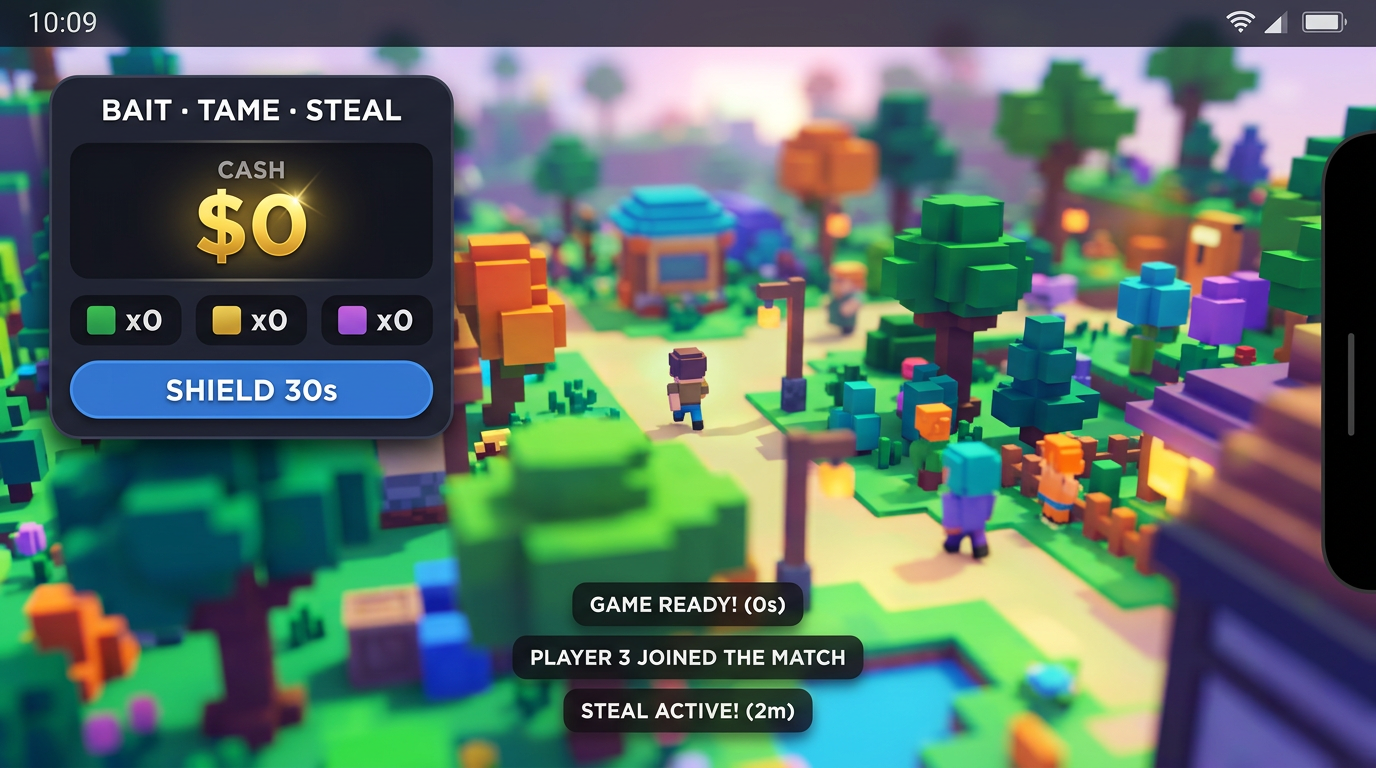 10:09
BAIT · TAME · STEAL
CASH
$0
x0 x0 x0
SHIELD 30s
GAME READY! (0s)
PLAYER 3 JOINED THE MATCH
STEAL ACTIVE! (2m)